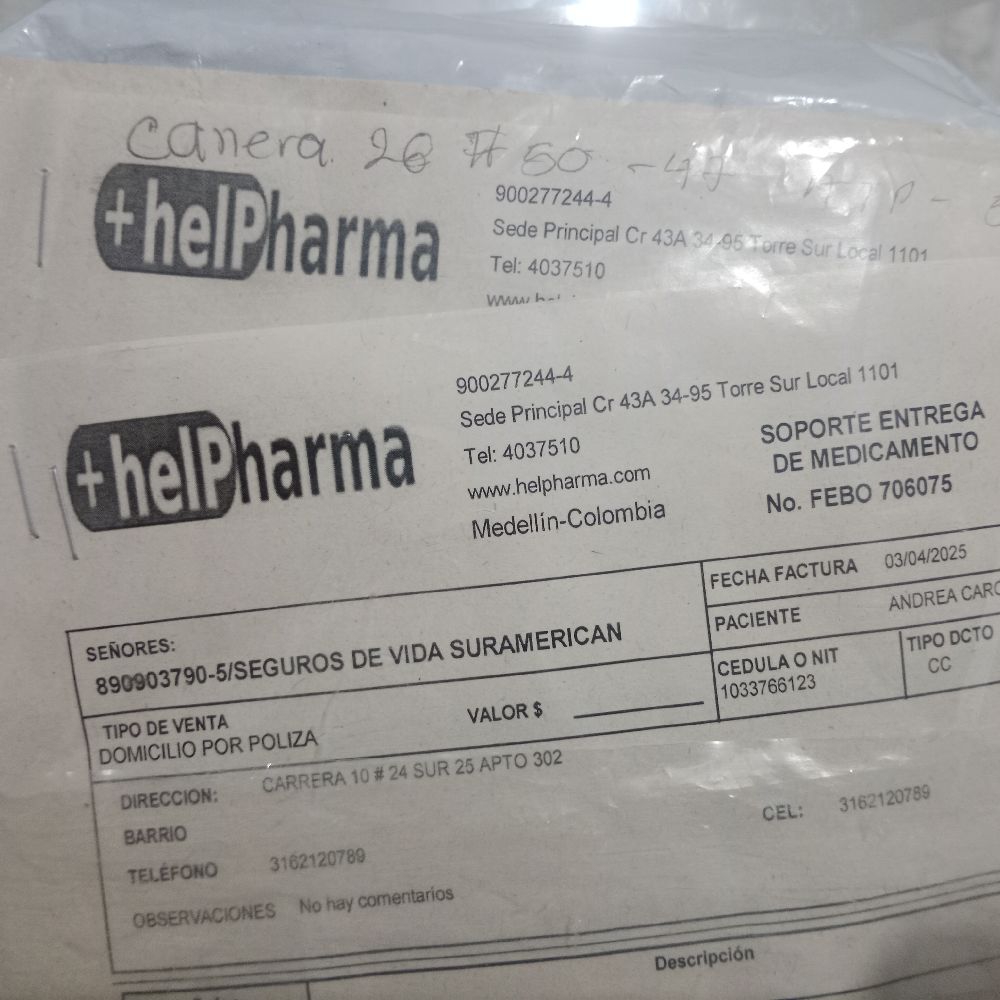 Carrera 26 # 50 -47
+helPharma
900277244-4
Sede Principal Cr 43A 34-95 Torre Sur Local 1101
Tel: 4037510
+helPharma
900277244-4
Sede Principal Cr 43A 34-95 Torre Sur Local 1101
Tel: 4037510
www.helpharma.com
Medellín-Colombia
SOPORTE ENTREGA
DE MEDICAMENTO
No. FEBO 706075
FECHA FACTURA 03/04/2025
SEÑORES:
890903790-5/SEGUROS DE VIDA SURAMERICAN
PACIENTE ANDREA CARO
CEDULA O NIT
1033766123
TIPO DCTO
CC
TIPO DE VENTA
DOMICILIO POR POLIZA
VALOR $
DIRECCION: CARRERA 10 # 24 SUR 25 APTO 302
BARRIO
CEL: 3162120789
TELÉFONO 3162120789
OBSERVACIONES No hay comentarios
Descripción